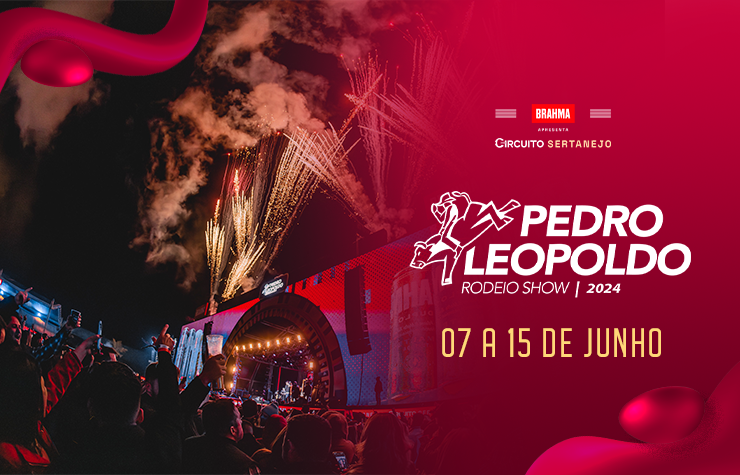 BRAHMA
APRESENTA
CIRCUITO SERTANEJO
PEDRO
LEOPOLDO
RODEIO SHOW | 2024
07 A 15 DE JUNHO